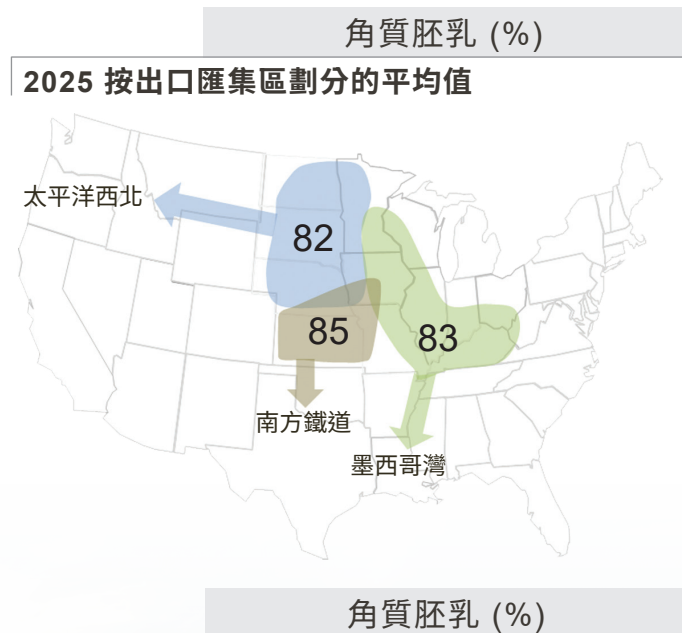 角質胚乳 (%)
2025 按出口匯集區劃分的平均值
太平洋西北
82
85
83
南方鐵道
墨西哥灣
角質胚乳 (%)